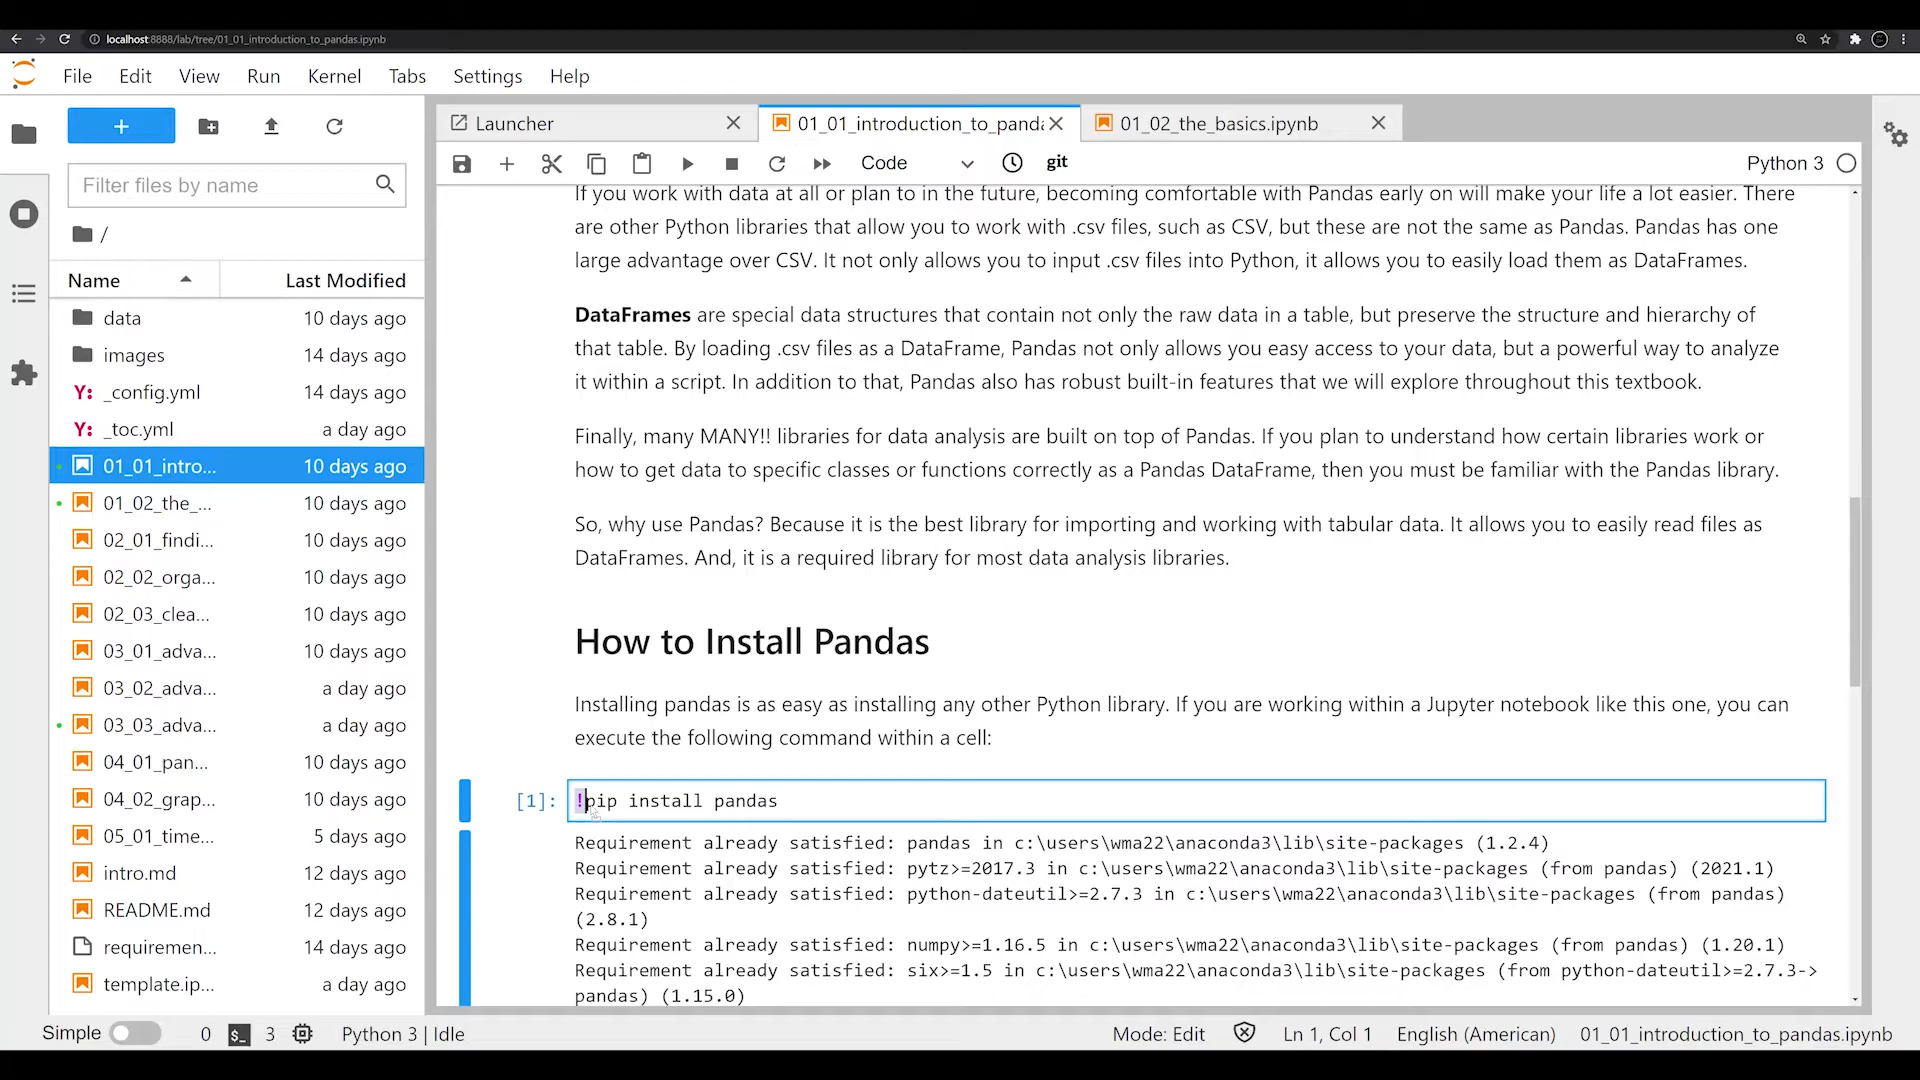 localhost:8888/lab/tree/01_01_introduction_to_pandas.ipynb
File Edit View Run Kernel Tabs Settings Help
Launcher
01_01_introduction_to_panda
01_02_the_basics.ipynb
Code
git
Python 3
Filter files by name
/
Name Last Modified
data 10 days ago
images 14 days ago
Y: _config.yml 14 days ago
Y: _toc.yml a day ago
01_01_intro... 10 days ago
01_02_the_... 10 days ago
02_01_findi... 10 days ago
02_02_orga... 10 days ago
02_03_clea... 10 days ago
03_01_adva... 10 days ago
03_02_adva... a day ago
03_03_adva... a day ago
04_01_pan... 10 days ago
04_02_grap... 10 days ago
05_01_time... 5 days ago
intro.md 12 days ago
README.md 12 days ago
requiremen... 14 days ago
template.ip... a day ago
If you work with data at all or plan to in the future, becoming comfortable with Pandas early on will make your life a lot easier. There
are other Python libraries that allow you to work with .csv files, such as CSV, but these are not the same as Pandas. Pandas has one
large advantage over CSV. It not only allows you to input .csv files into Python, it allows you to easily load them as DataFrames.
DataFrames are special data structures that contain not only the raw data in a table, but preserve the structure and hierarchy of
that table. By loading .csv files as a DataFrame, Pandas not only allows you easy access to your data, but a powerful way to analyze
it within a script. In addition to that, Pandas also has robust built-in features that we will explore throughout this textbook.
Finally, many MANY!! libraries for data analysis are built on top of Pandas. If you plan to understand how certain libraries work or
how to get data to specific classes or functions correctly as a Pandas DataFrame, then you must be familiar with the Pandas library.
So, why use Pandas? Because it is the best library for importing and working with tabular data. It allows you to easily read files as
DataFrames. And, it is a required library for most data analysis libraries.
How to Install Pandas
Installing pandas is as easy as installing any other Python library. If you are working within a Jupyter notebook like this one, you can
execute the following command within a cell:
[1]: !pip install pandas
Requirement already satisfied: pandas in c:\users\wma22\anaconda3\lib\site-packages (1.2.4)
Requirement already satisfied: pytz>=2017.3 in c:\users\wma22\anaconda3\lib\site-packages (from pandas) (2021.1)
Requirement already satisfied: python-dateutil>=2.7.3 in c:\users\wma22\anaconda3\lib\site-packages (from pandas)
(2.8.1)
Requirement already satisfied: numpy>=1.16.5 in c:\users\wma22\anaconda3\lib\site-packages (from pandas) (1.20.1)
Requirement already satisfied: six>=1.5 in c:\users\wma22\anaconda3\lib\site-packages (from python-dateutil>=2.7.3->
pandas) (1.15.0)
Simple 0 $_ 3 Python 3 | Idle Mode: Edit Ln 1, Col 1 English (American) 01_01_introduction_to_pandas.ipynb